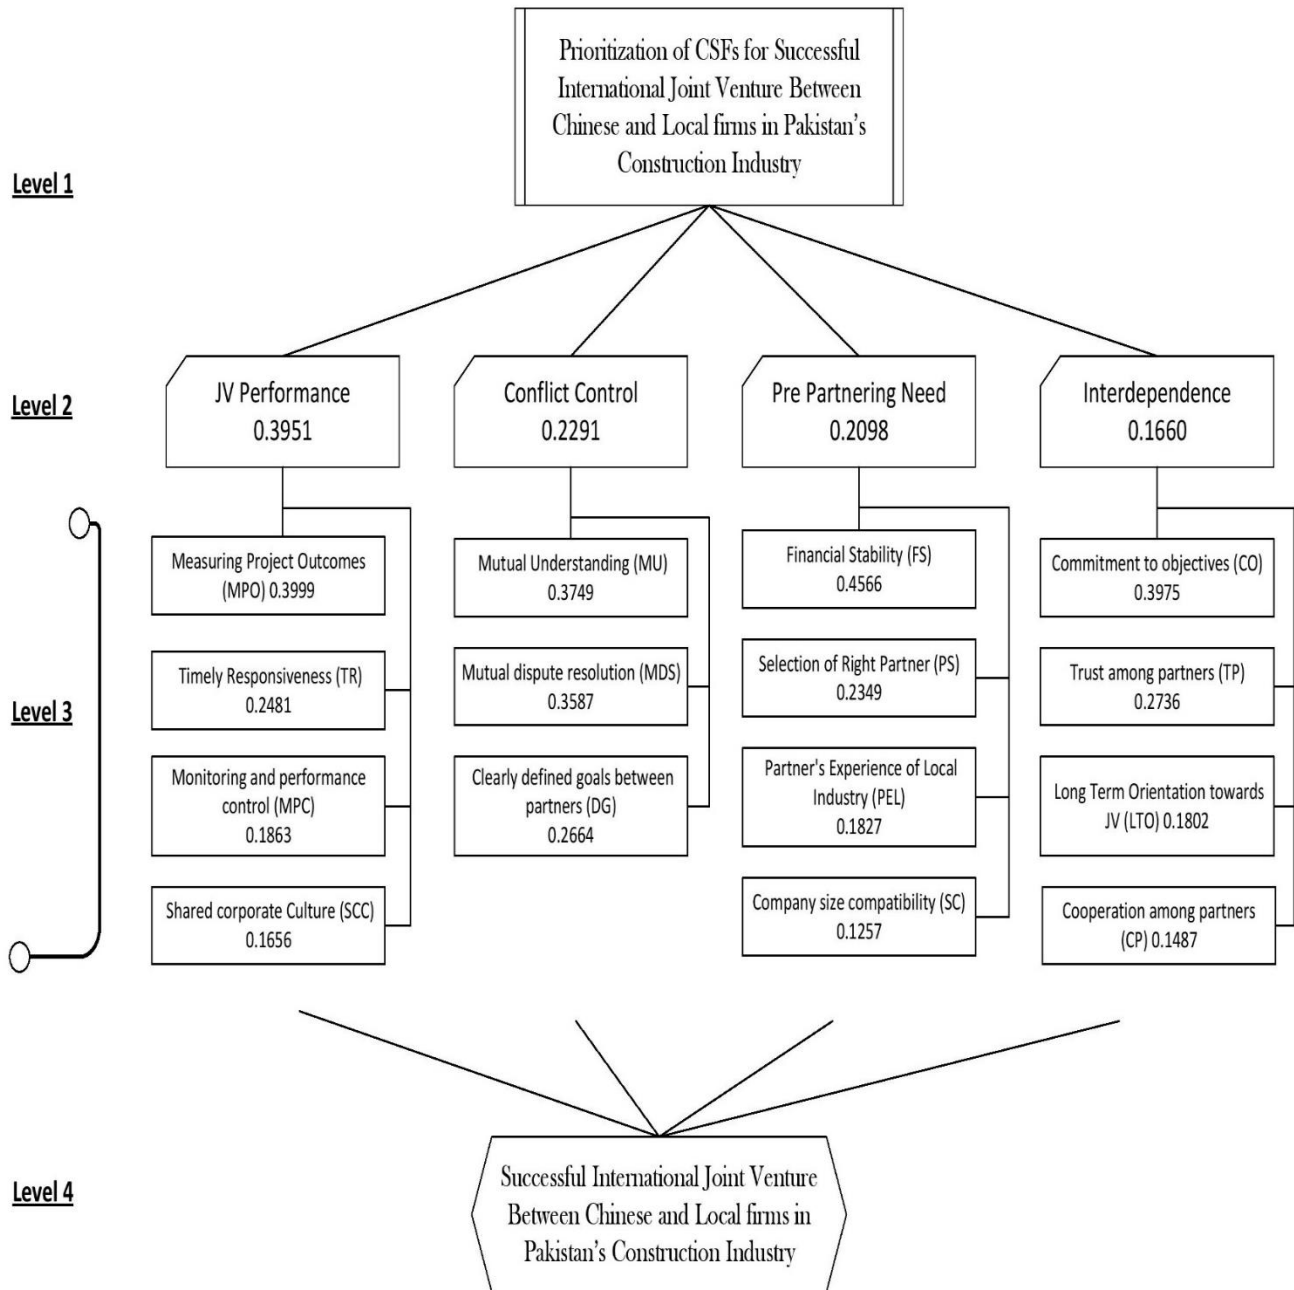 Prioritization of CSFs for Successful
International Joint Venture Between
Chinese and Local firms in Pakistan's
Construction Industry
Level 1
Level 2
JV Performance
0.3951
Conflict Control
0.2291
Pre Partnering Need
0.2098
Interdependence
0.1660
Level 3
Measuring Project Outcomes
(MPO) 0.3999
Timely Responsiveness (TR)
0.2481
Monitoring and performance
control (MPC)
0.1863
Shared corporate Culture (SCC)
0.1656
Mutual Understanding (MU)
0.3749
Mutual dispute resolution (MDS)
0.3587
Clearly defined goals between
partners (DG)
0.2664
Financial Stability (FS)
0.4566
Selection of Right Partner (PS)
0.2349
Partner's Experience of Local
Industry (PEL)
0.1827
Company size compatibility (SC)
0.1257
Commitment to objectives (CO)
0.3975
Trust among partners (TP)
0.2736
Long Term Orientation towards
JV (LTO) 0.1802
Cooperation among partners
(CP) 0.1487
Level 4
Successful International Joint Venture
Between Chinese and Local firms in
Pakistan's Construction Industry